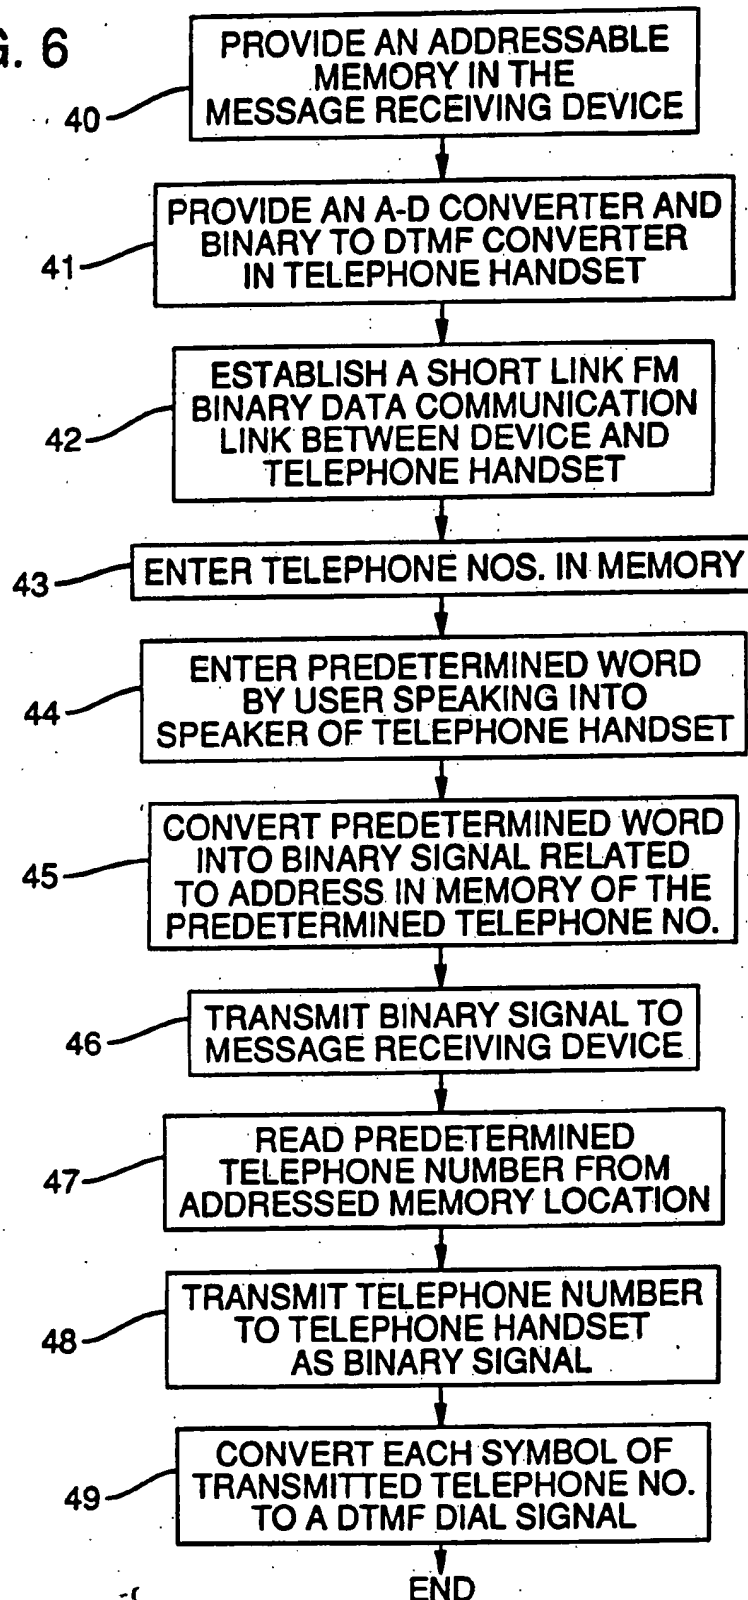 G. 6
40
PROVIDE AN ADDRESSABLE
MEMORY IN THE
MESSAGE RECEIVING DEVICE
41
PROVIDE AN A-D CONVERTER AND
BINARY TO DTMF CONVERTER
IN TELEPHONE HANDSET
42
ESTABLISH A SHORT LINK FM
BINARY DATA COMMUNICATION
LINK BETWEEN DEVICE AND
TELEPHONE HANDSET
43
ENTER TELEPHONE NOS. IN MEMORY
44
ENTER PREDETERMINED WORD
BY USER SPEAKING INTO
SPEAKER OF TELEPHONE HANDSET
45
CONVERT PREDETERMINED WORD
INTO BINARY SIGNAL RELATED
TO ADDRESS IN MEMORY OF THE
PREDETERMINED TELEPHONE NO.
46
TRANSMIT BINARY SIGNAL TO
MESSAGE RECEIVING DEVICE
47
READ PREDETERMINED
TELEPHONE NUMBER FROM
ADDRESSED MEMORY LOCATION
48
TRANSMIT TELEPHONE NUMBER
TO TELEPHONE HANDSET
AS BINARY SIGNAL
49
CONVERT EACH SYMBOL OF
TRANSMITTED TELEPHONE NO.
TO A DTMF DIAL SIGNAL
END